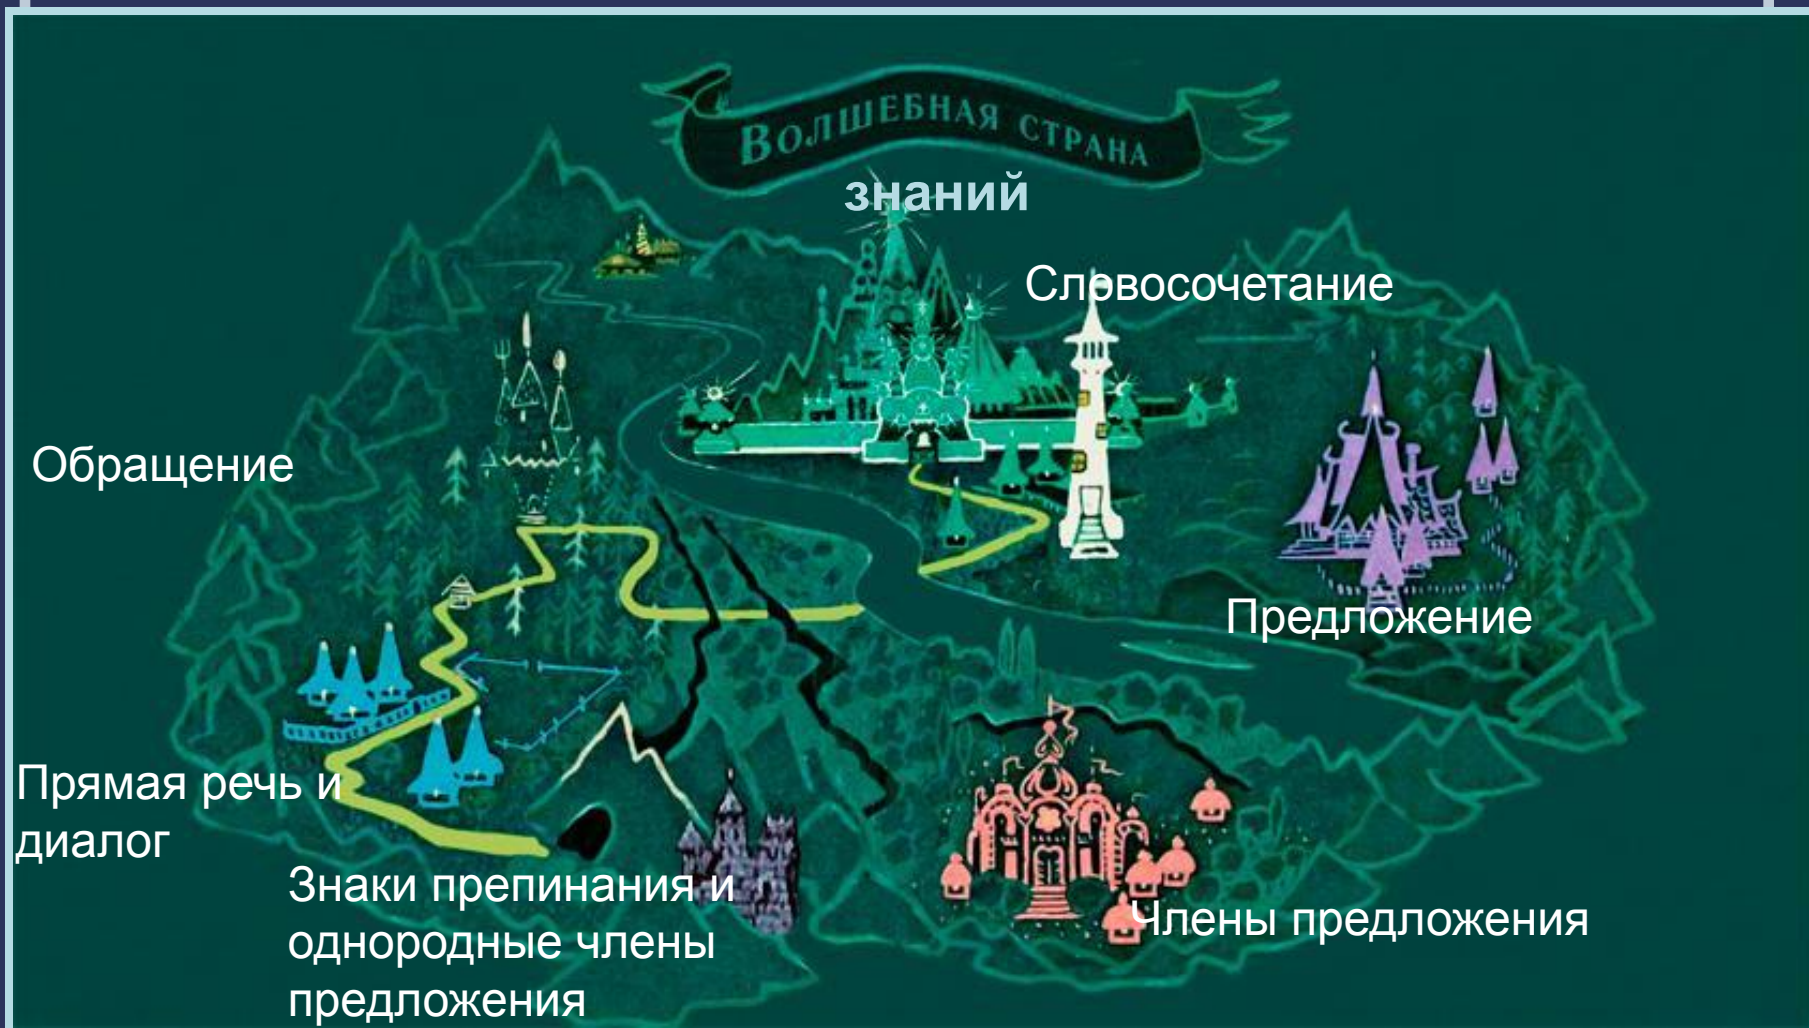 ВОЛШЕБНАЯ СТРАНА
знаний
Словосочетание
Обращение
Предложение
Прямая речь и
диалог
Знаки препинания и
однородные члены
предложения
Члены предложения